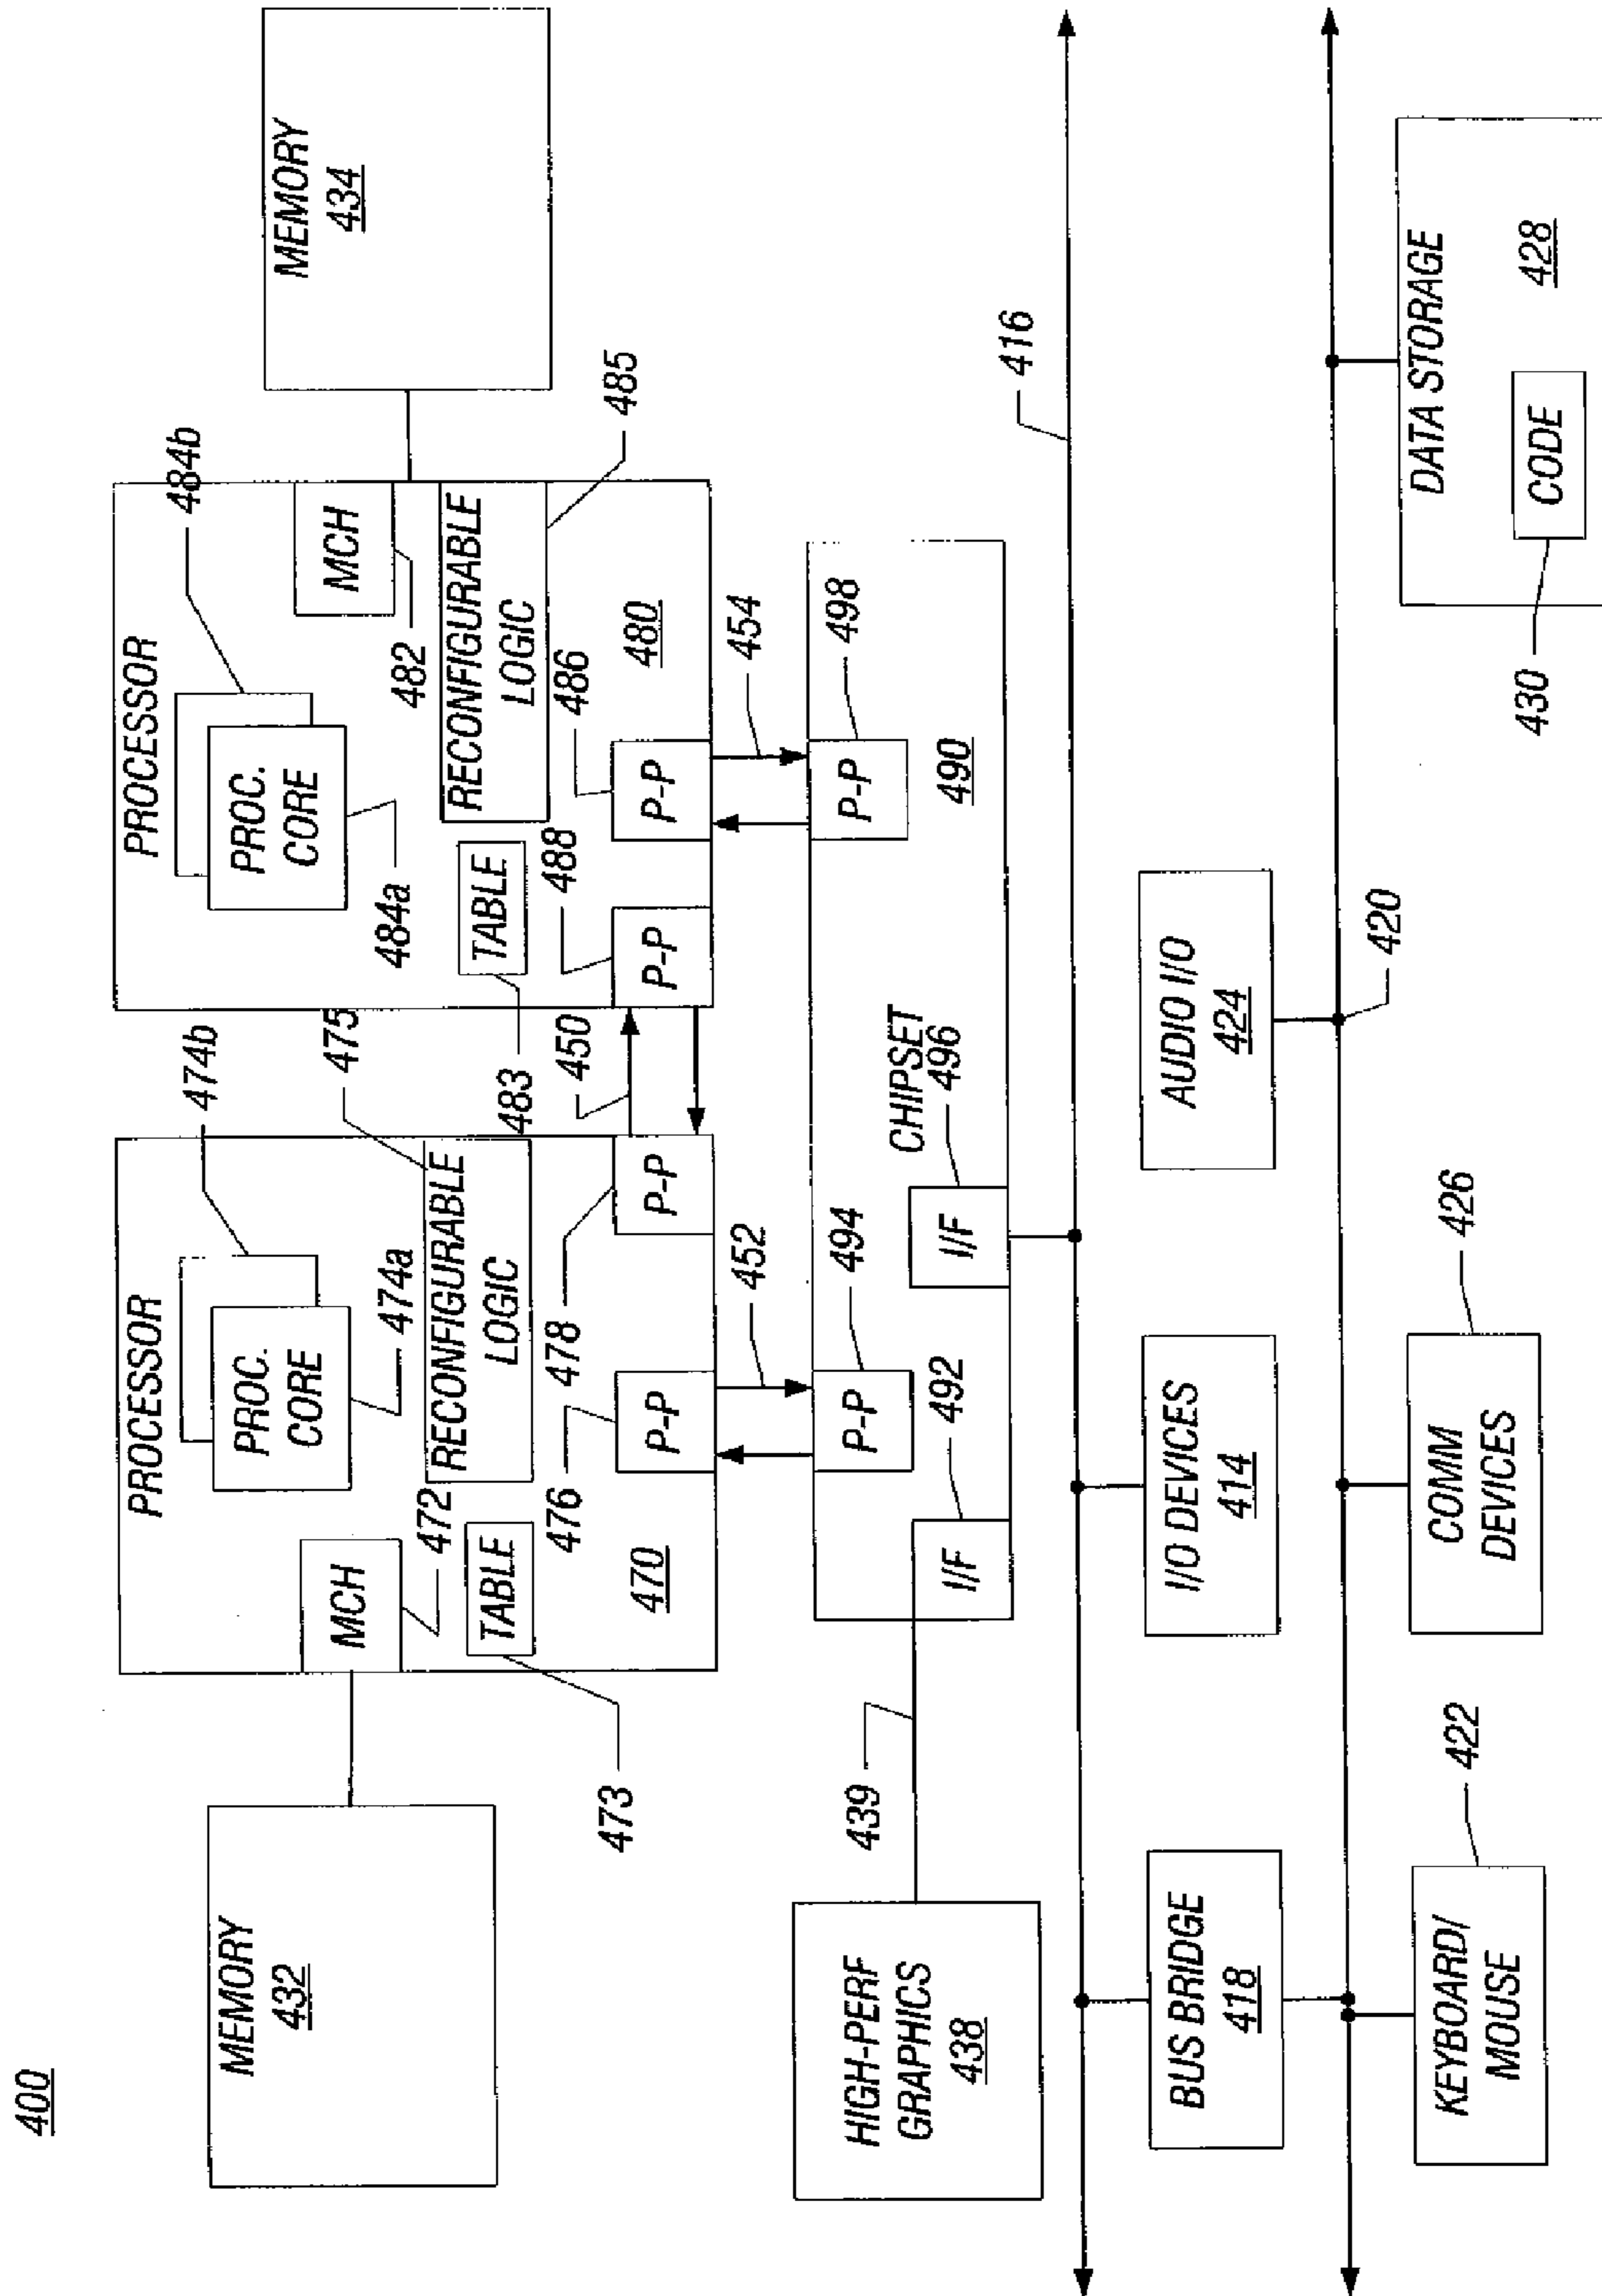 400
MEMORY
432
PROCESSOR
PROC.
CORE
474b
474a
475
MCH
472
RECONFIGURABLE
LOGIC
TABLE
473
470
476
478
P-P
P-P
450
452
PROCESSOR
PROC.
CORE
484b
484a
MCH
482
RECONFIGURABLE
LOGIC
485
TABLE
483
488
486
480
P-P
P-P
454
MEMORY
434
HIGH-PERF
GRAPHICS
438
439
P-P
494
492
I/F
CHIPSET
496
I/F
P-P
498
490
416
BUS BRIDGE
418
I/O DEVICES
414
AUDIO I/O
424
420
KEYBOARD/
MOUSE
422
COMM
DEVICES
426
DATA STORAGE
428
CODE
430